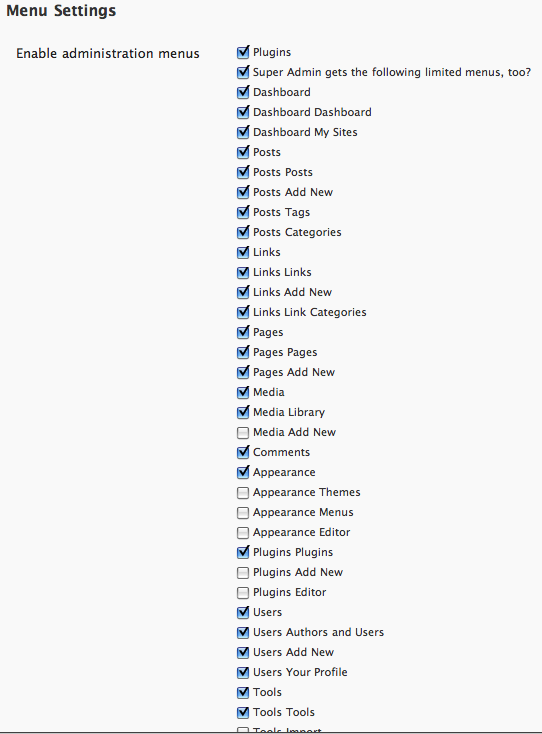 Menu Settings
Enable administration menus
Plugins
Super Admin gets the following limited menus, too?
Dashboard
Dashboard Dashboard
Dashboard My Sites
Posts
Posts Posts
Posts Add New
Posts Tags
Posts Categories
Links
Links Links
Links Add New
Links Link Categories
Pages
Pages Pages
Pages Add New
Media
Media Library
Media Add New
Comments
Appearance
Appearance Themes
Appearance Menus
Appearance Editor
Plugins Plugins
Plugins Add New
Plugins Editor
Users
Users Authors and Users
Users Add New
Users Your Profile
Tools
Tools Tools
Tools Import